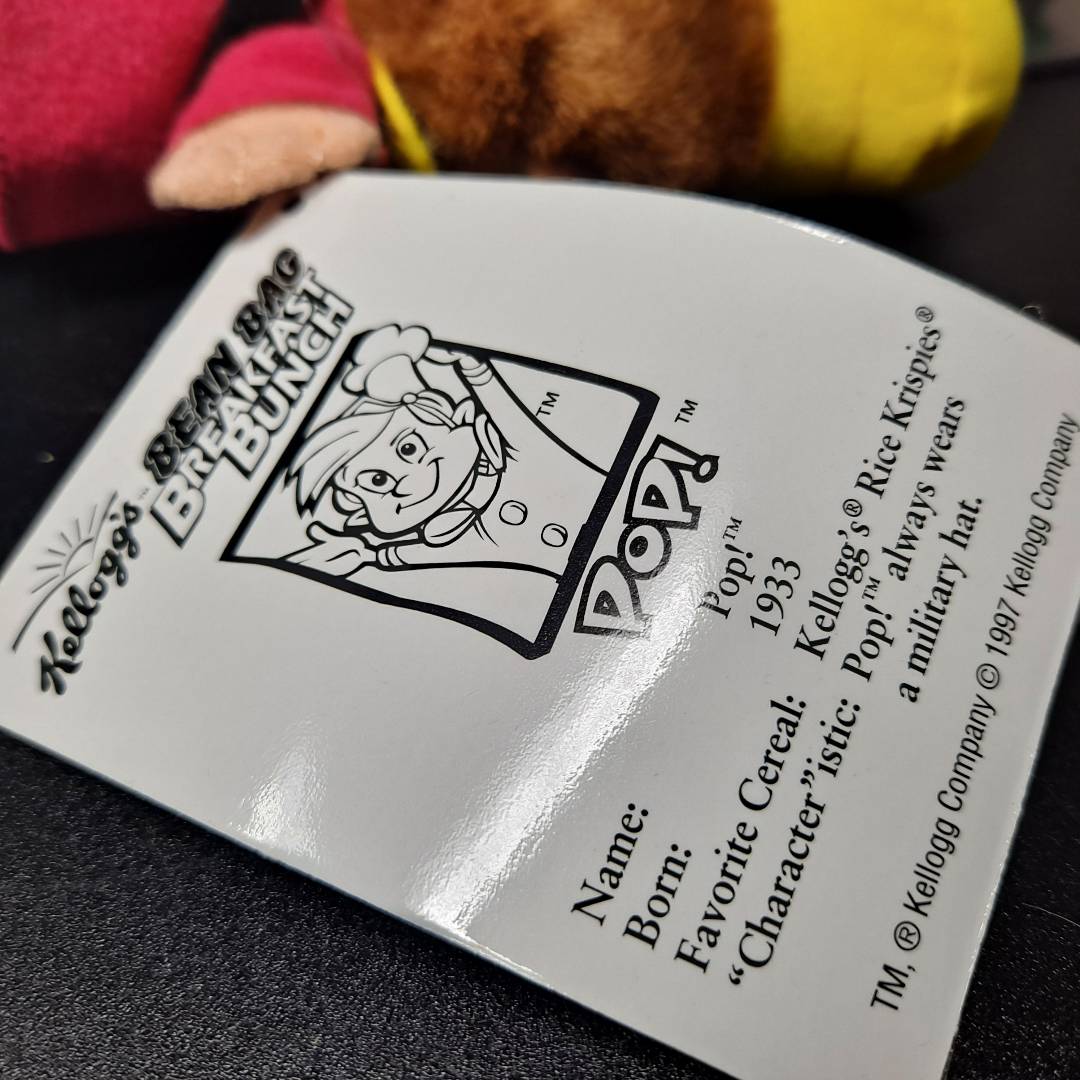 Kellogg's™
BEAN BAG
BREAKFAST
BUNCH
™
POP!™
Name: Pop!™
Born: 1933
Favorite Cereal: Kellogg's® Rice Krispies®
“Character”istic: Pop!™ always wears
a military hat.
TM, ® Kellogg Company © 1997 Kellogg Company